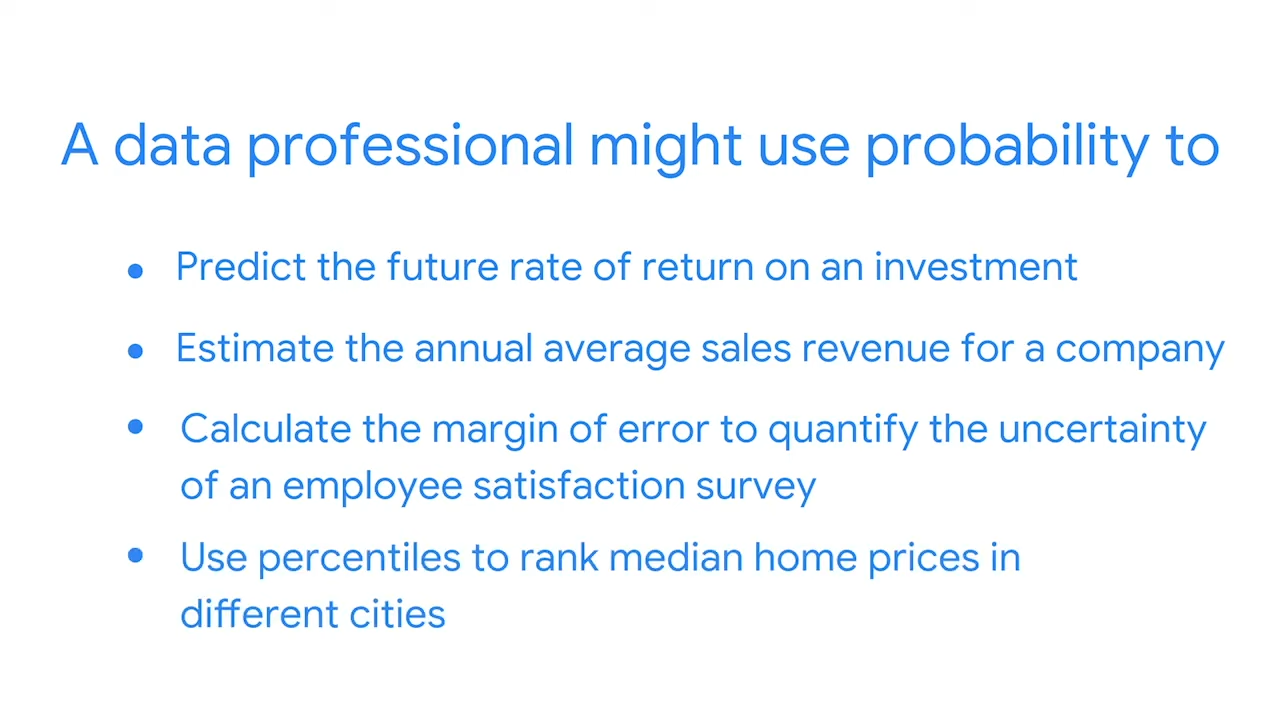 A data professional might use probability to
• Predict the future rate of return on an investment
• Estimate the annual average sales revenue for a company
• Calculate the margin of error to quantify the uncertainty
of an employee satisfaction survey
• Use percentiles to rank median home prices in
different cities